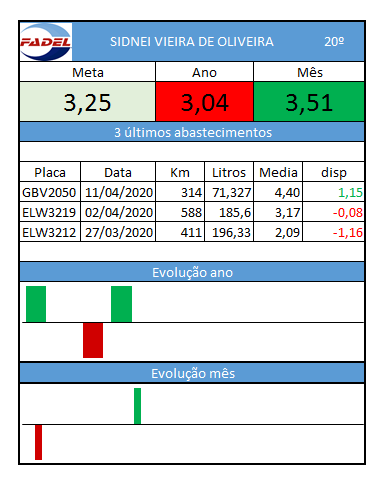 FADEL SIDNEI VIEIRA DE OLIVEIRA 20º
Meta Ano Mês
3,25 3,04 3,51
3 últimos abastecimentos
Placa Data Km Litros Media disp
GBV2050 11/04/2020 314 71,327 4,40 1,15
ELW3219 02/04/2020 588 185,6 3,17 -0,08
ELW3212 27/03/2020 411 196,33 2,09 -1,16
Evolução ano
Evolução mês